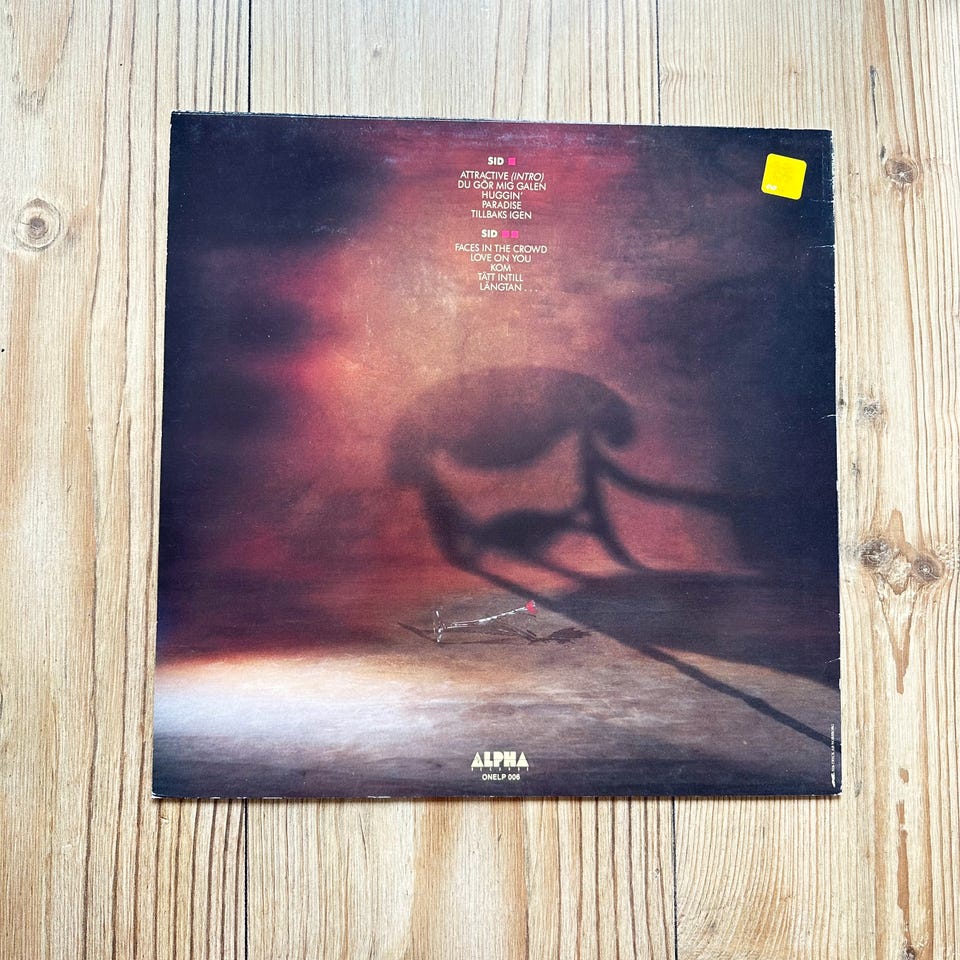 SID
ATTRACTIVE (INTRO)
DU GÖR MIG GALEN
HUGGIN'
PARADISE
TILLBAKS IGEN
SID
FACES IN THE CROWD
LOVE ON YOU
KOM
TÄTT INTILL
LÄNGTAN . . .
ALPHA
RECORDS
ONELP 006